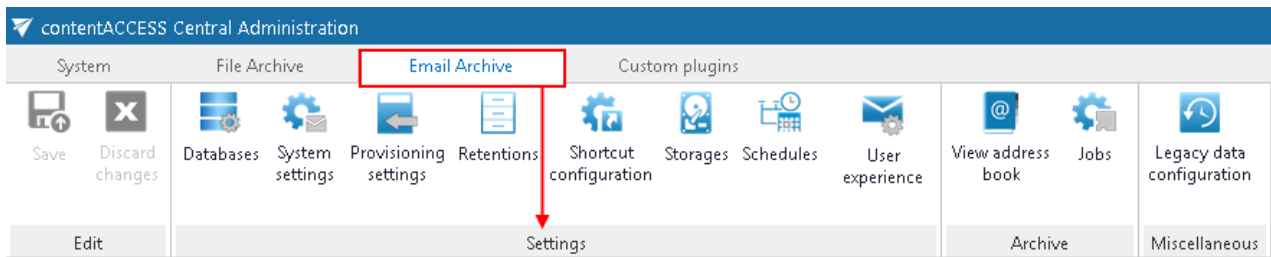 contentACCESS Central Administration
System File Archive Email Archive Custom plugins
Save Discard changes Databases System settings Provisioning settings Retentions Shortcut configuration Storages Schedules User experience View address book Jobs Legacy data configuration
Edit Settings Archive Miscellaneous